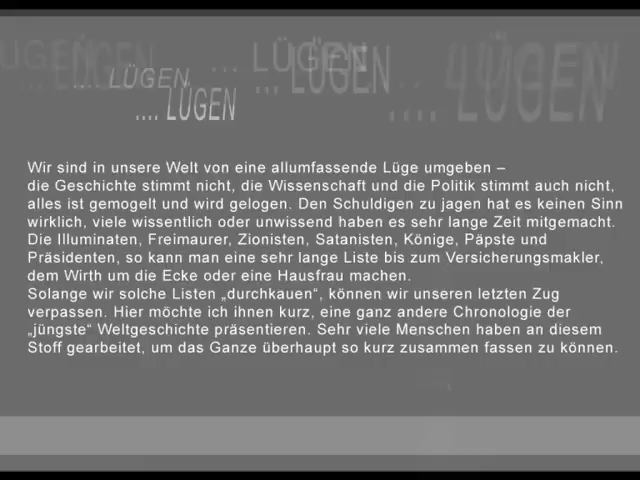 LÜGEN
... LÜGEN
.... LÜGEN
.... LÜGEN
... LÜGEN
... LÜGEN
.. LÜGEN
.... LÜGEN
Wir sind in unsere Welt von eine allumfassende Lüge umgeben –
die Geschichte stimmt nicht, die Wissenschaft und die Politik stimmt auch nicht,
alles ist gemogelt und wird gelogen. Den Schuldigen zu jagen hat es keinen Sinn
wirklich, viele wissentlich oder unwissend haben es sehr lange Zeit mitgemacht.
Die Illuminaten, Freimaurer, Zionisten, Satanisten, Könige, Päpste und
Präsidenten, so kann man eine sehr lange Liste bis zum Versicherungsmakler,
dem Wirth um die Ecke oder eine Hausfrau machen.
Solange wir solche Listen „durchkauen“, können wir unseren letzten Zug
verpassen. Hier möchte ich ihnen kurz, eine ganz andere Chronologie der
„jüngste“ Weltgeschichte präsentieren. Sehr viele Menschen haben an diesem
Stoff gearbeitet, um das Ganze überhaupt so kurz zusammen fassen zu können.